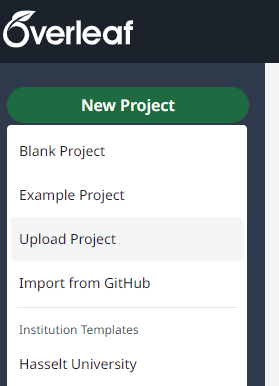 Overleaf
New Project
Blank Project
Example Project
Upload Project
Import from GitHub
Institution Templates
Hasselt University